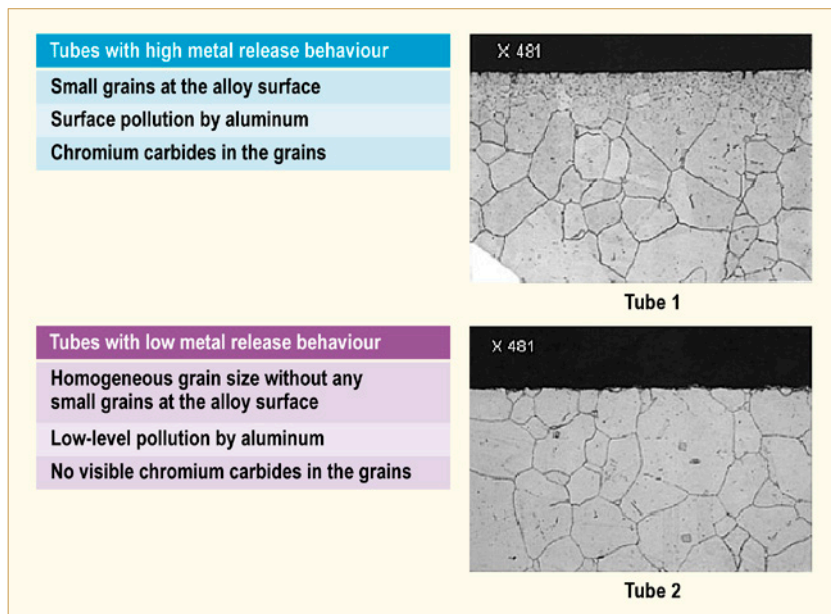 Tubes with high metal release behaviour
Small grains at the alloy surface
Surface pollution by aluminum
Chromium carbides in the grains
X 481
Tube 1
Tubes with low metal release behaviour
Homogeneous grain size without any
small grains at the alloy surface
Low-level pollution by aluminum
No visible chromium carbides in the grains
X 481
Tube 2